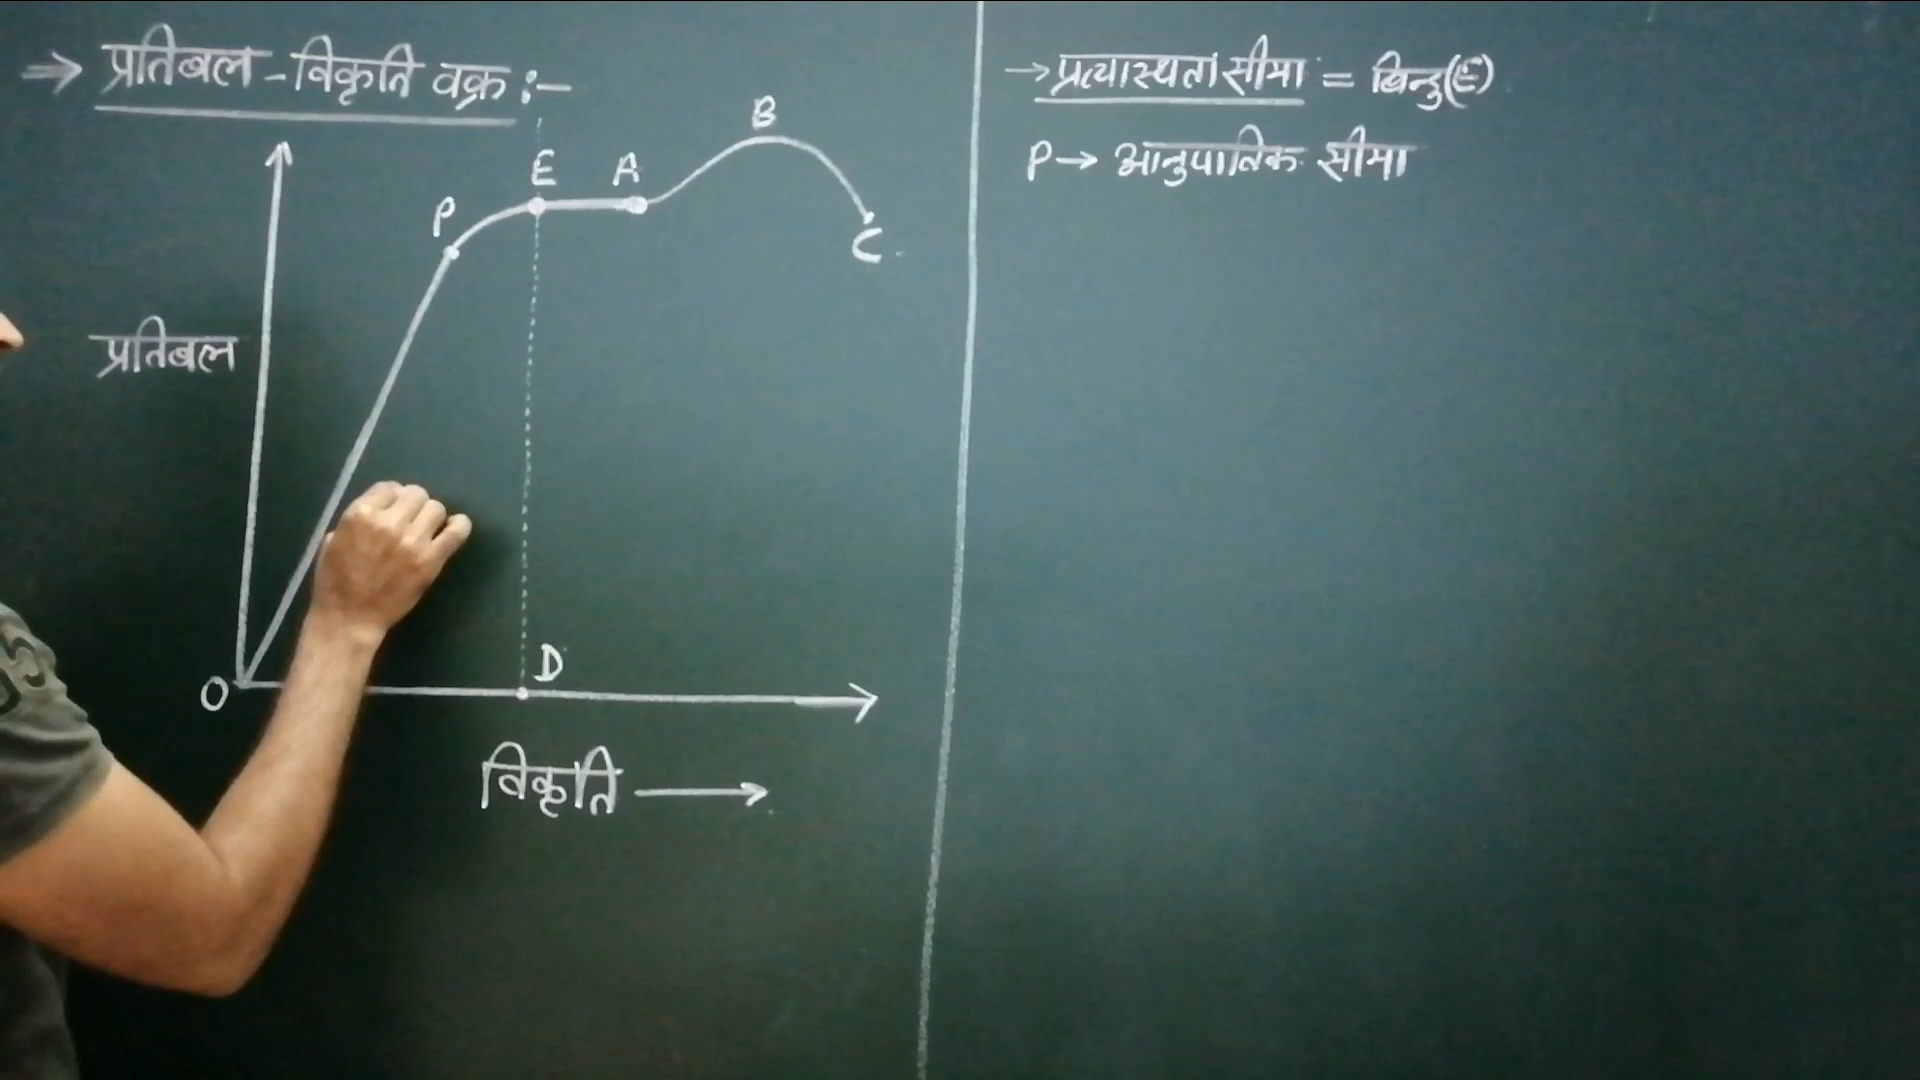 ⇒ प्रतिबल - विकृति वक्र :-
B
E A
P
C
प्रतिबल
D
O
विकृति →
→ प्रत्यास्थता सीमा = बिन्दु (E)
P → आनुपातिक सीमा